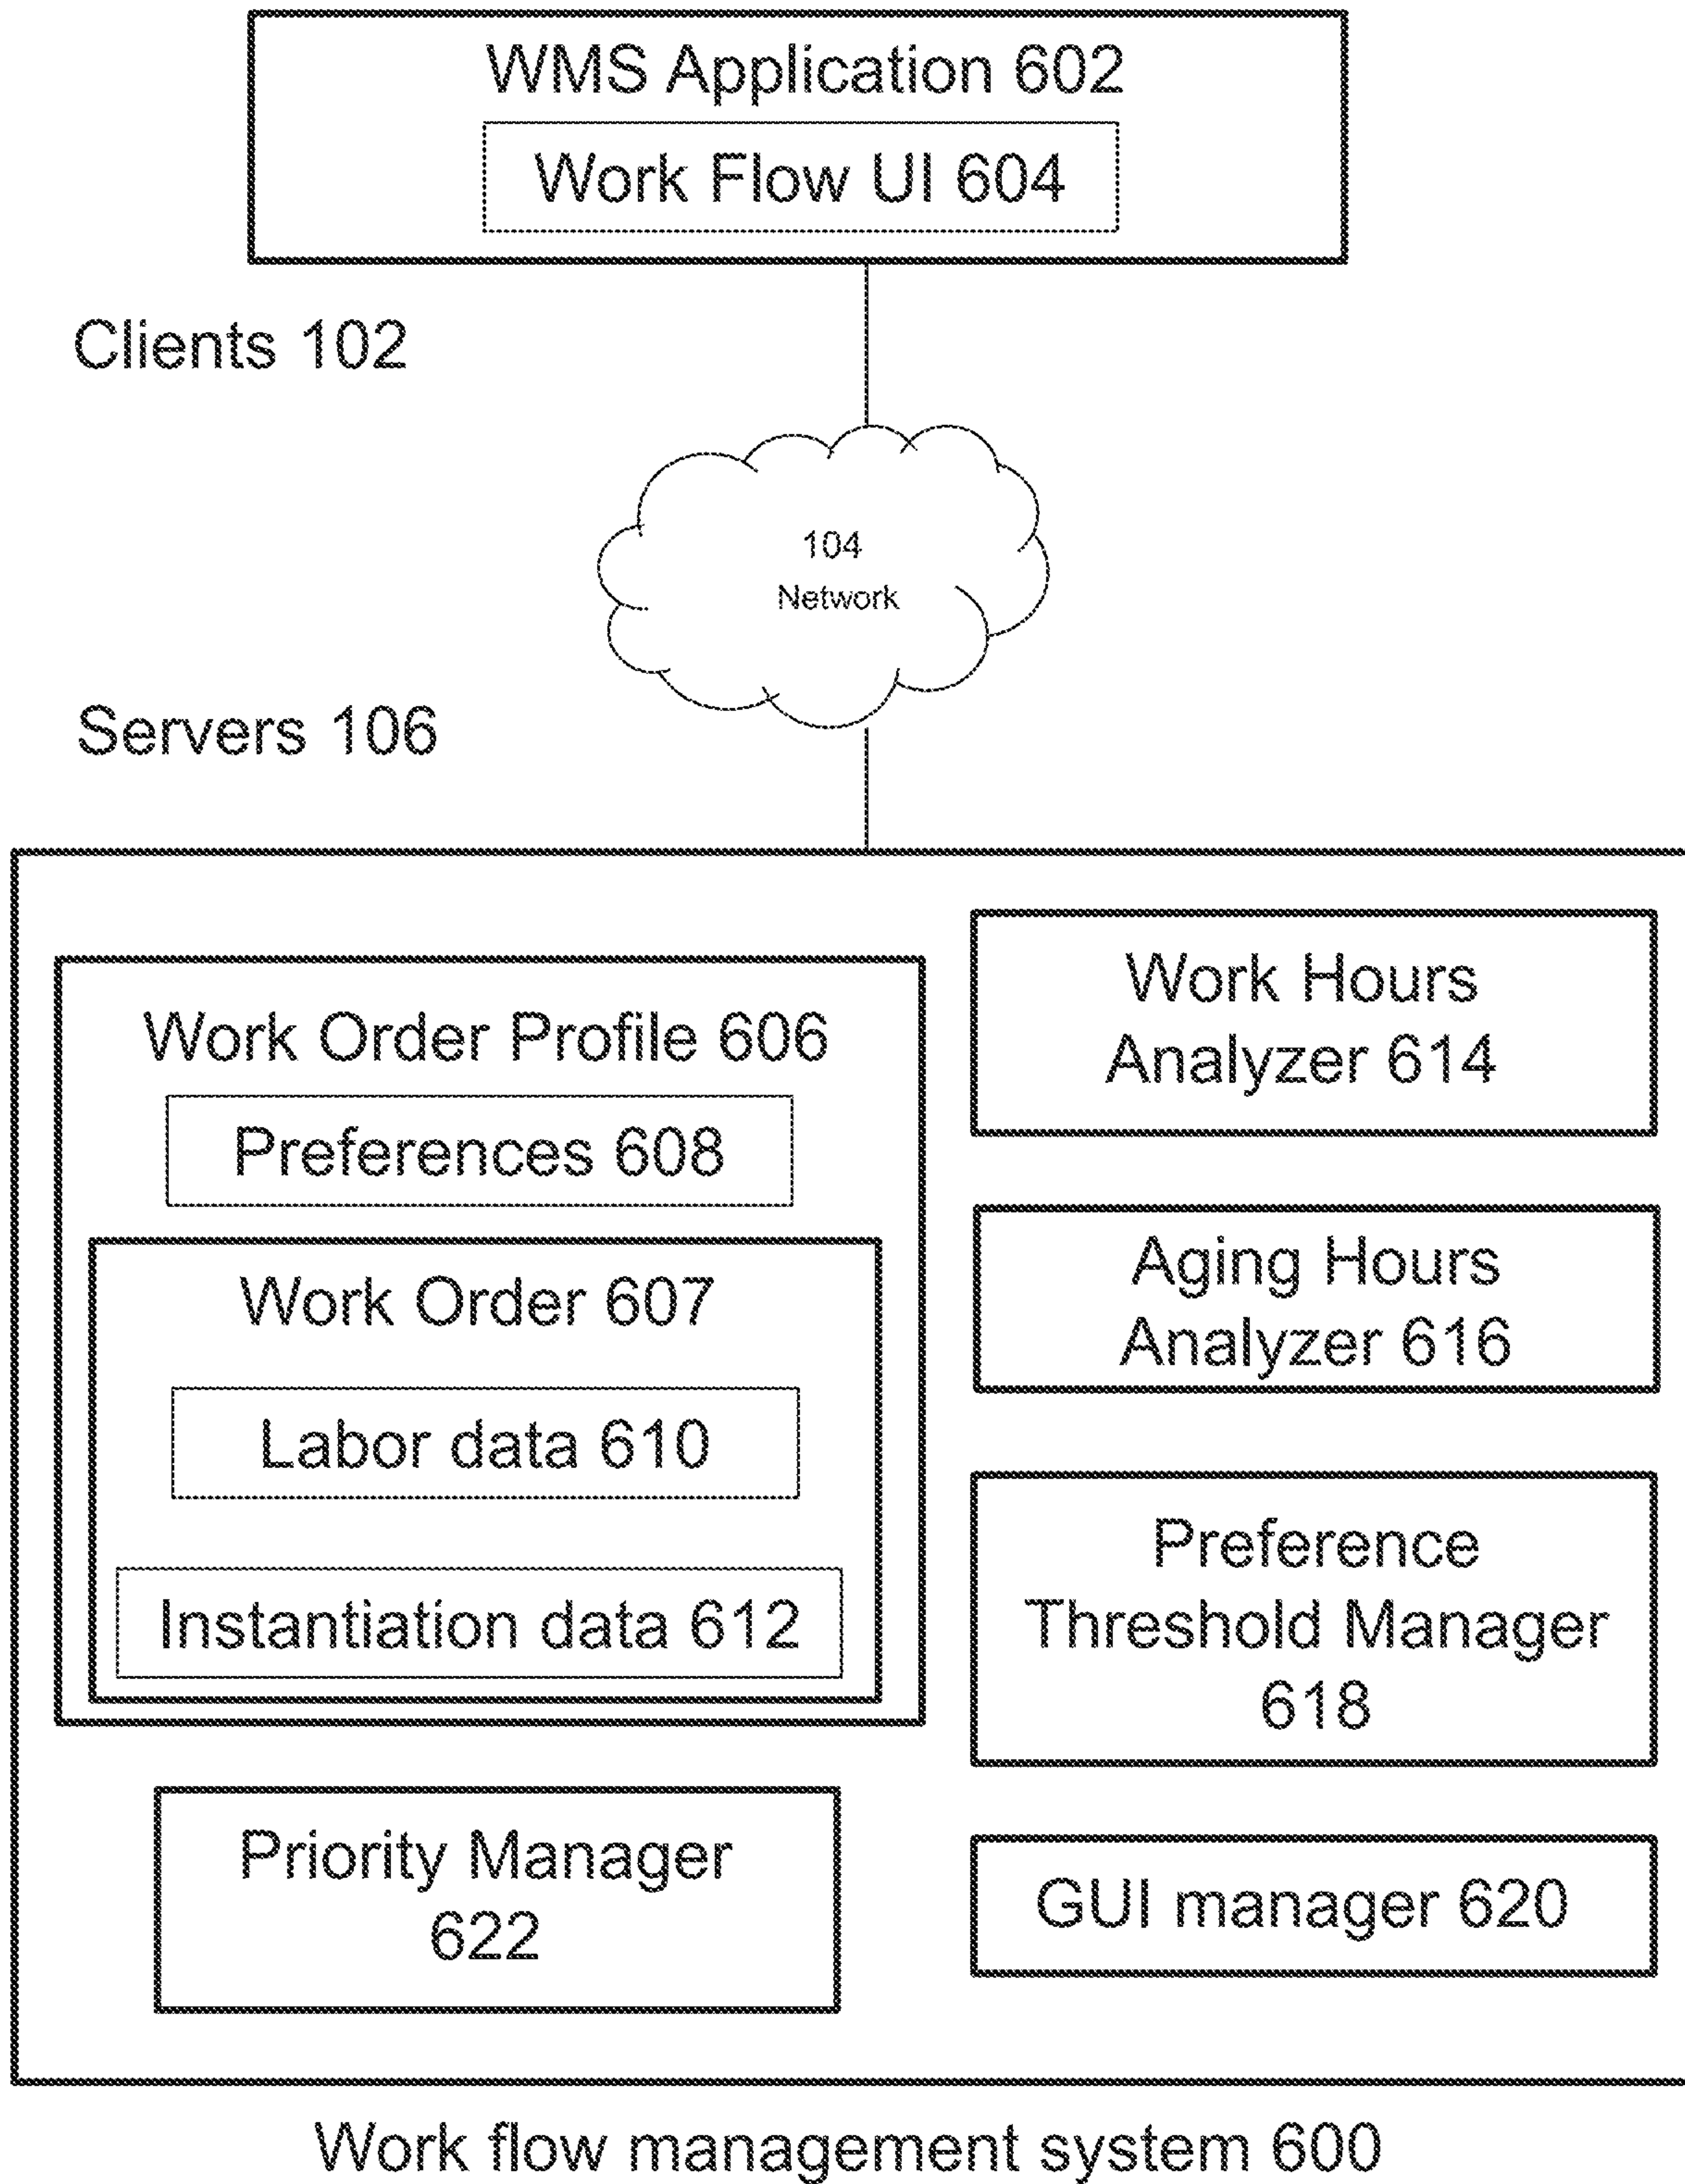 WMS Application 602
Work Flow UI 604
Clients 102
104
Network
Servers 106
Work Order Profile 606
Preferences 608
Work Order 607
Labor data 610
Instantiation data 612
Priority Manager
622
Work Hours
Analyzer 614
Aging Hours
Analyzer 616
Preference
Threshold Manager
618
GUI manager 620
Work flow management system 600